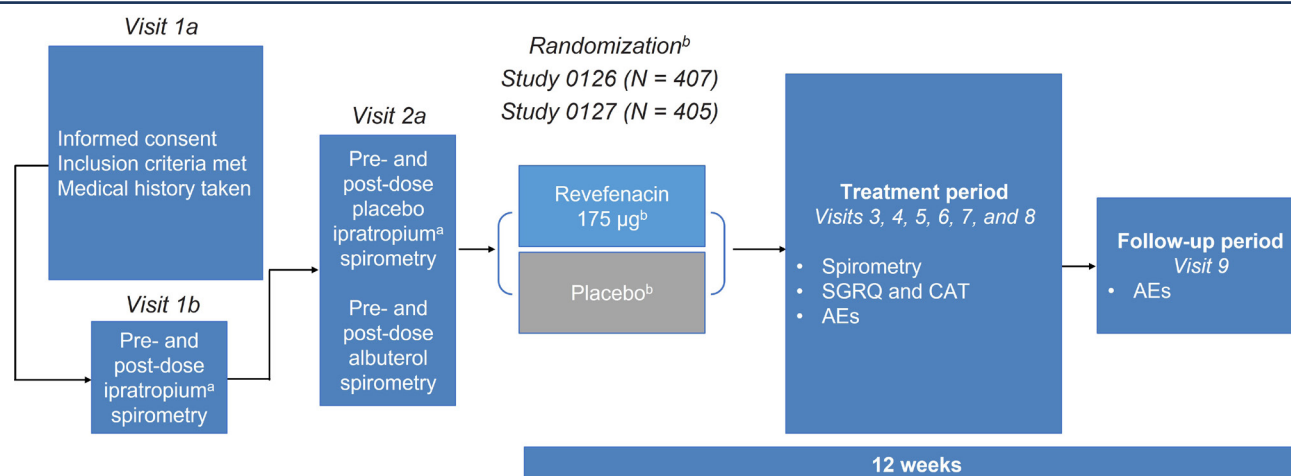 Visit 1a
Informed consent
Inclusion criteria met
Medical history taken
Visit 1b
Pre- and
post-dose
ipratropiumᵃ
spirometry
Visit 2a
Pre- and
post-dose
placebo
ipratropiumᵃ
spirometry
Pre- and
post-dose
albuterol
spirometry
Randomizationᵇ
Study 0126 (N = 407)
Study 0127 (N = 405)
Revefenacin
175 µgᵇ
Placeboᵇ
Treatment period
Visits 3, 4, 5, 6, 7, and 8
• Spirometry
• SGRQ and CAT
• AEs
Follow-up period
Visit 9
• AEs
12 weeks